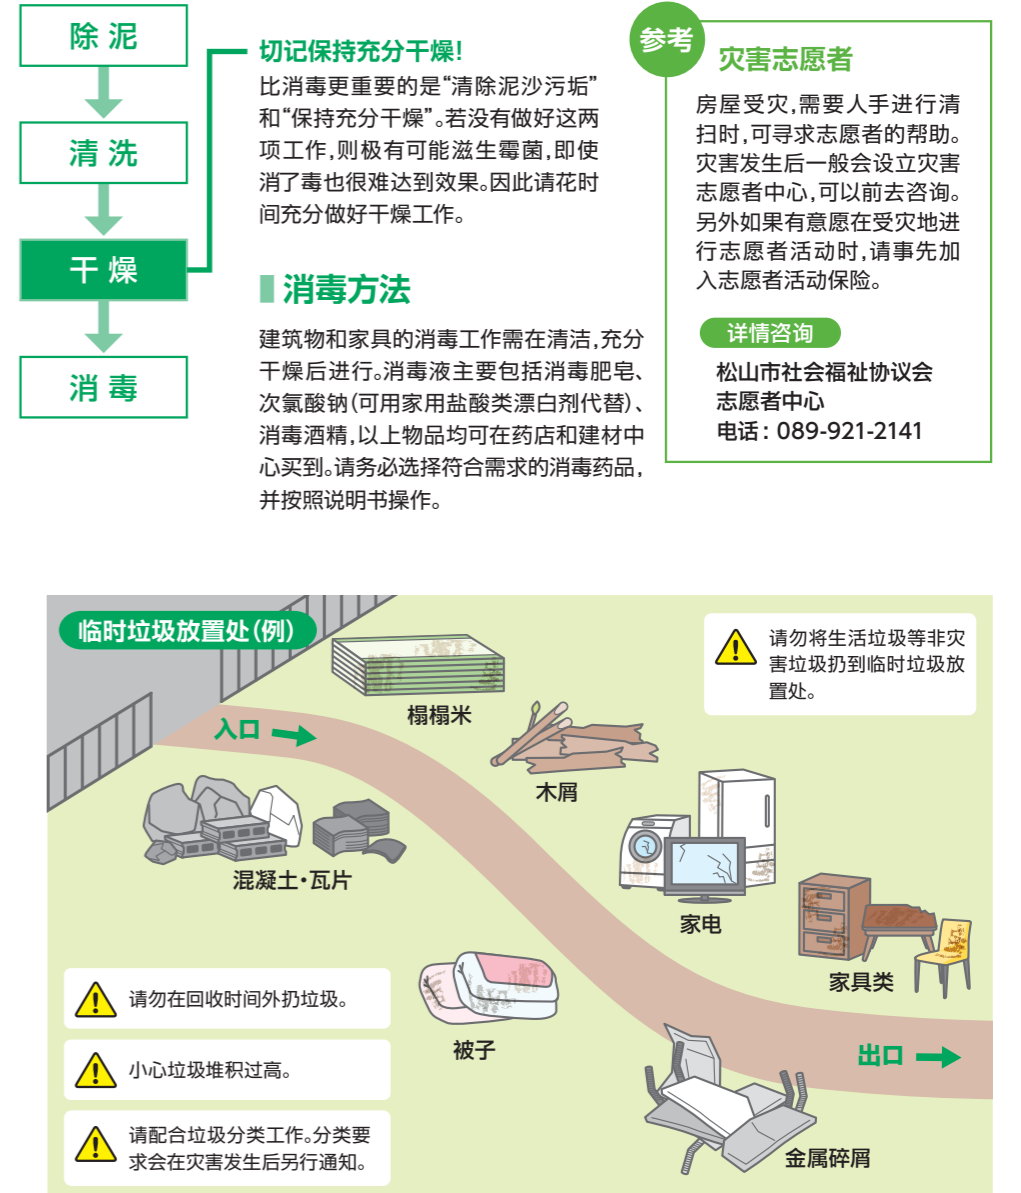 除泥
清洗
干燥
消毒
切记保持充分干燥!
比消毒更重要的是“清除泥沙污垢”
和“保持充分干燥”。若没有做好这两
项工作,则极有可能滋生霉菌,即使
消了毒也很难达到效果。因此请花时
间充分做好干燥工作。
消毒方法
建筑物和家具的消毒工作需在清洁,充分
干燥后进行。消毒液主要包括消毒肥皂、
次氯酸钠(可用家用盐酸类漂白剂代替)、
消毒酒精,以上物品均可在药店和建材中
心买到。请务必选择符合需求的消毒药品,
并按照说明书操作。
参考
灾害志愿者
房屋受灾,需要人手进行清
扫时,可寻求志愿者的帮助。
灾害发生后一般会设立灾害
志愿者中心,可以前去咨询。
另外如果有意愿在受灾地进
行志愿者活动时,请事先加
入志愿者活动保险。
详情咨询
松山市社会福祉协议会
志愿者中心
电话：089-921-2141
临时垃圾放置处(例)
请勿将生活垃圾等非灾
害垃圾扔到临时垃圾放
置处。
榻榻米
入口
木屑
混凝土·瓦片
家电
家具类
请勿在回收时间外扔垃圾。
被子
出口
小心垃圾堆积过高。
请配合垃圾分类工作。分类要
求会在灾害发生后另行通知。
金属碎屑